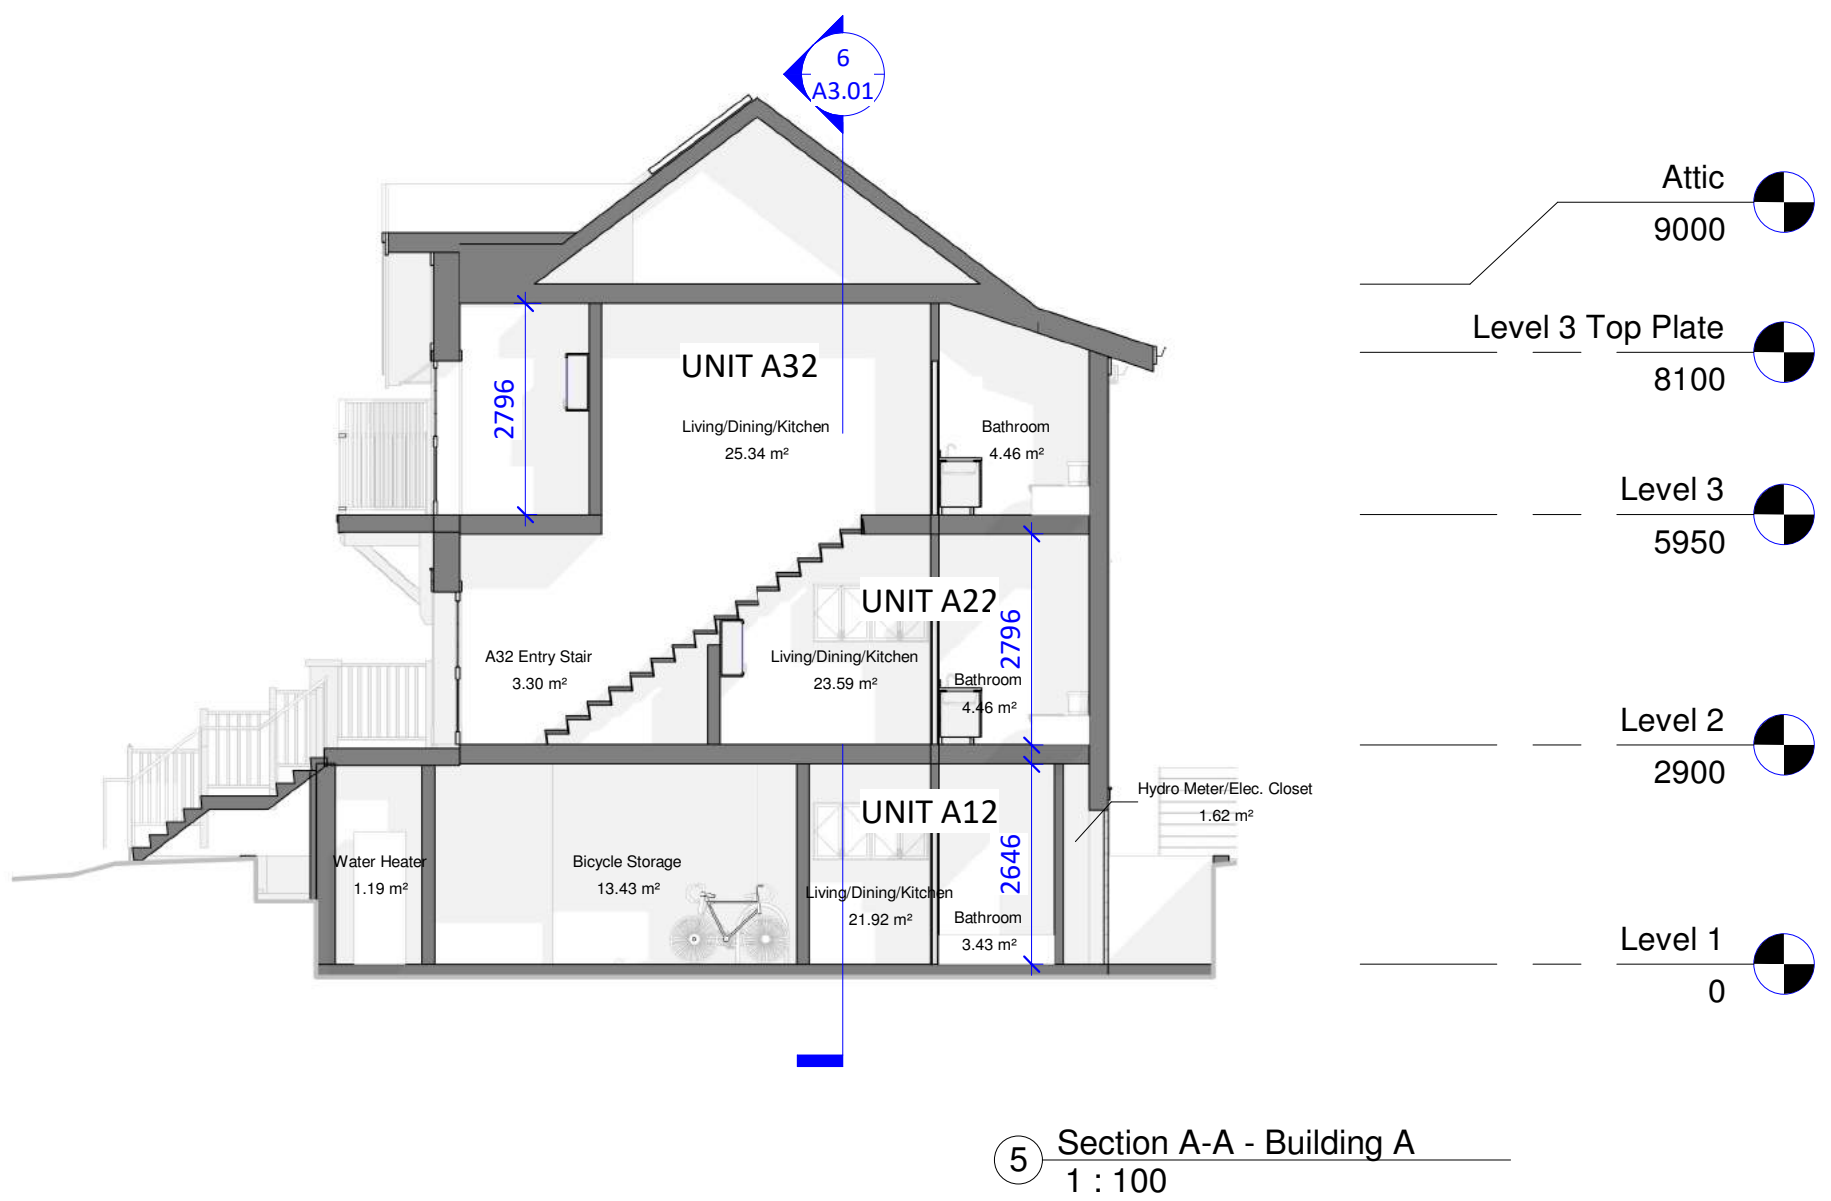 6
A3.01
Attic
9000
Level 3 Top Plate
8100
UNIT A32
2796
Living/Dining/Kitchen
25.34 m²
Bathroom
4.46 m²
Level 3
5950
UNIT A22
2796
A32 Entry Stair
3.30 m²
Living/Dining/Kitchen
23.59 m²
Bathroom
4.46 m²
Level 2
2900
Hydro Meter/Elec. Closet
1.62 m²
UNIT A12
2646
Water Heater
1.19 m²
Bicycle Storage
13.43 m²
Living/Dining/Kitchen
21.92 m²
Bathroom
3.43 m²
Level 1
0
5
Section A-A - Building A
1 : 100